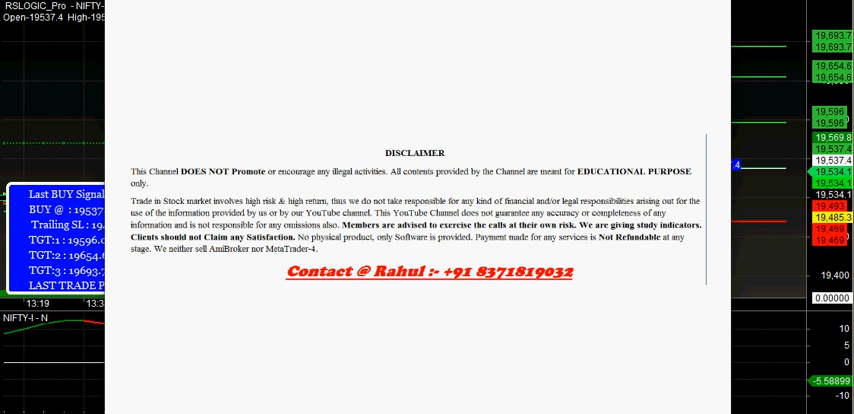 RSLOGIC_Pro - NIFTY-
Open-19537.4 High-195
DISCLAIMER
This Channel DOES NOT Promote or encourage any illegal activities. All contents provided by the Channel are meant for EDUCATIONAL PURPOSE
only.
Trade in Stock market involves high risk & high return, thus we do not take responsible for any kind of financial and/or legal responsibilities arising out for the
use of the information provided by us or by our YouTube channel. This YouTube Channel does not guarantee any accuracy or completeness of any
information and is not responsible for any omissions also. Members are advised to exercise the calls at their own risk. We are giving study indicators.
Clients should not Claim any Satisfaction. No physical product, only Software is provided. Payment made for any services is Not Refundable at any
stage. We neither sell AmiBroker nor MetaTrader-4.
Contact @ Rahul :- +91 8371819032
Last BUY Signal
BUY @ : 19537
Trailing SL : 19.
TGT:1 : 19596.
TGT:2 : 19654.
TGT:3 : 19693.7
LAST TRADE P
13:19
NIFTY-I - N
19,693.7
19,693.7
19,654.6
19,654.6
19,596
19,596
19,569.8
19,537.4
19,537.4
19,534.1
19,534.1
19,534.1
19,493
19,485.3
19,469
19,469
19,400
0.00000
10
5
0
-5.58899
-10